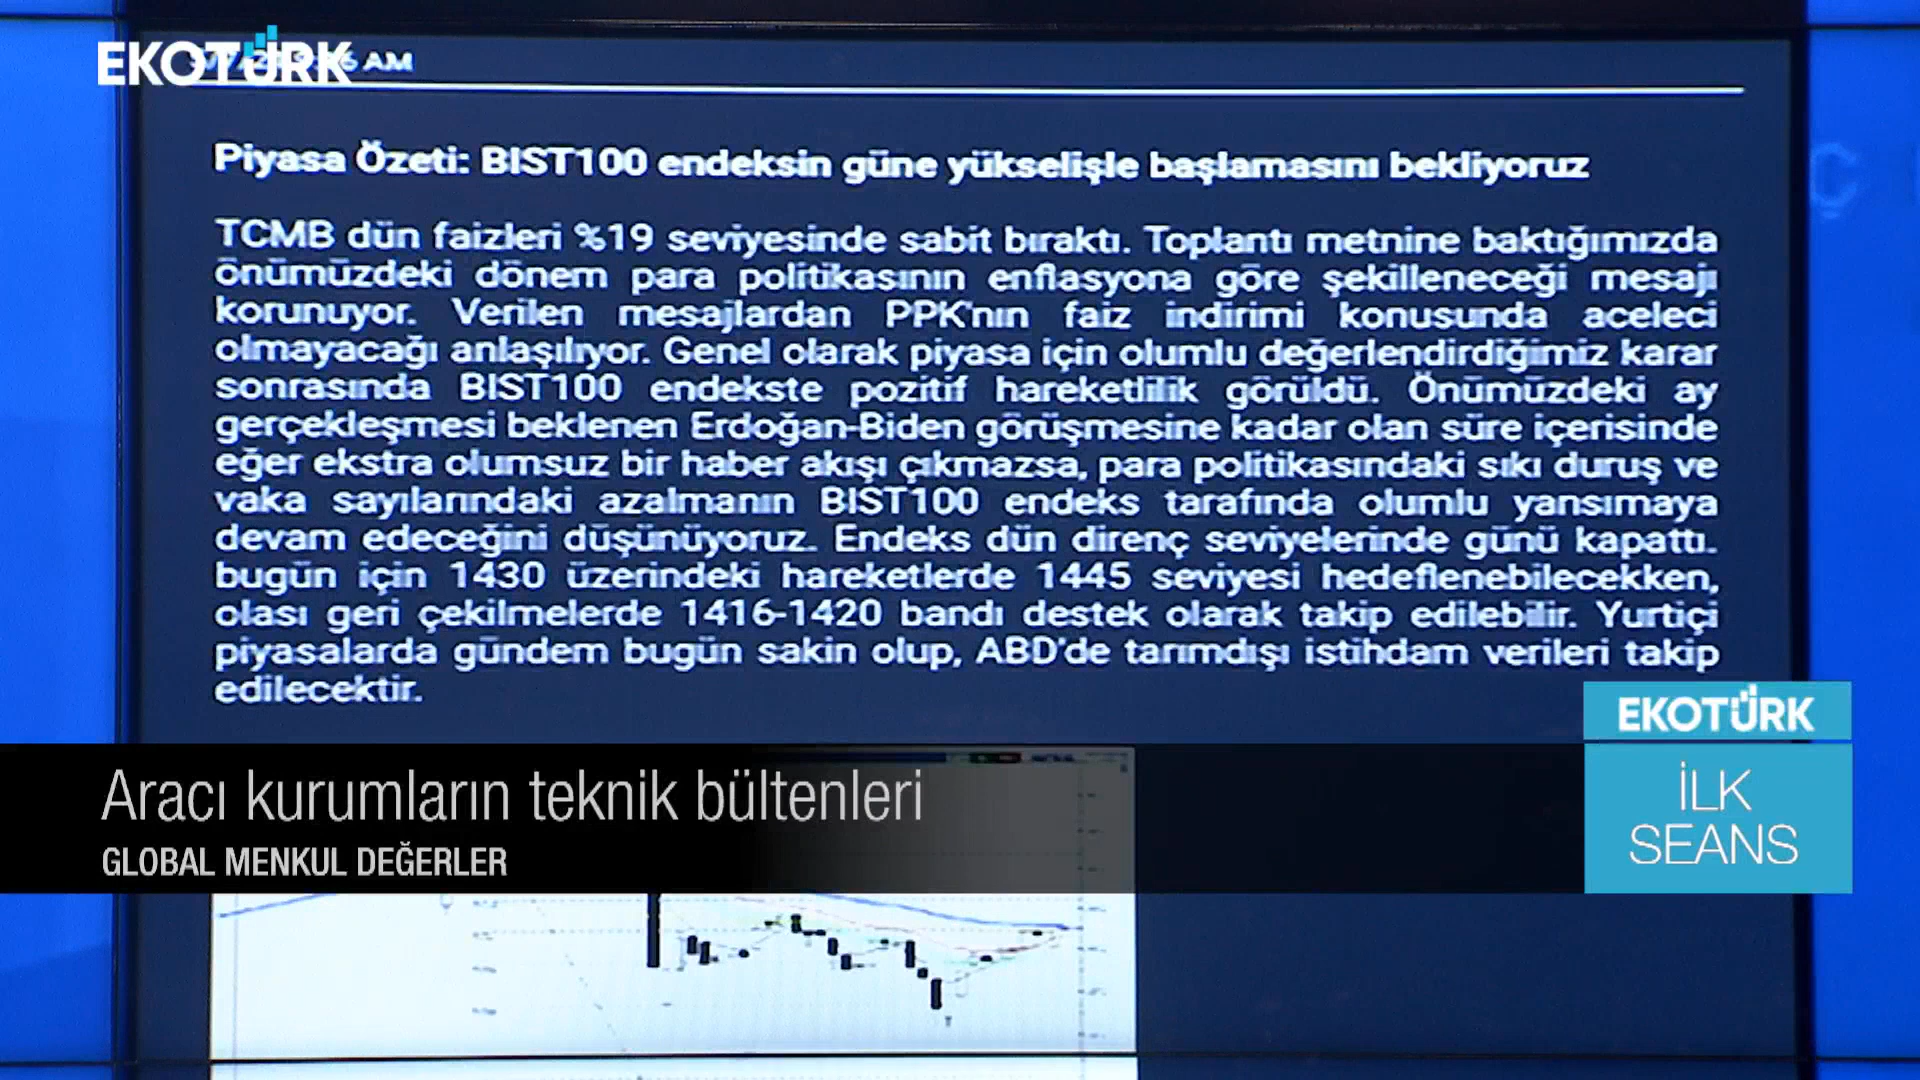 EKOTÜRK
AM
Piyasa Özeti: BIST100 endeksin güne yükselişle başlamasını bekliyoruz
TCMB dün faizleri %19 seviyesinde sabit bıraktı. Toplantı metnine baktığımızda
önümüzdeki dönem para politikasının enflasyona göre şekilleneceği mesajı
korunuyor. Verilen mesajlardan PPK'nın faiz indirimi konusunda aceleci
olmayacağı anlaşılıyor. Genel olarak piyasa için olumlu değerlendirdiğimiz karar
sonrasında BIST100 endekste pozitif hareketlilik görüldü. Önümüzdeki ay
gerçekleşmesi beklenen Erdoğan-Biden görüşmesine kadar olan süre içerisinde
eğer ekstra olumsuz bir haber akışı çıkmazsa, para politikasındaki sıkı duruş ve
vaka sayılarındaki azalmanın BIST100 endeks tarafında olumlu yansımaya
devam edeceğini düşünüyoruz. Endeks dün direnç seviyelerinde günü kapattı.
bugün için 1430 üzerindeki hareketlerde 1445 seviyesi hedeflenebilecekken,
olası geri çekilmelerde 1416-1420 bandı destek olarak takip edilebilir. Yurtiçi
piyasalarda gündem bugün sakin olup, ABD'de tarımdışı istihdam verileri takip
edilecektir.
EKOTÜRK
İLK
SEANS
Aracı kurumların teknik bültenleri
GLOBAL MENKUL DEĞERLER